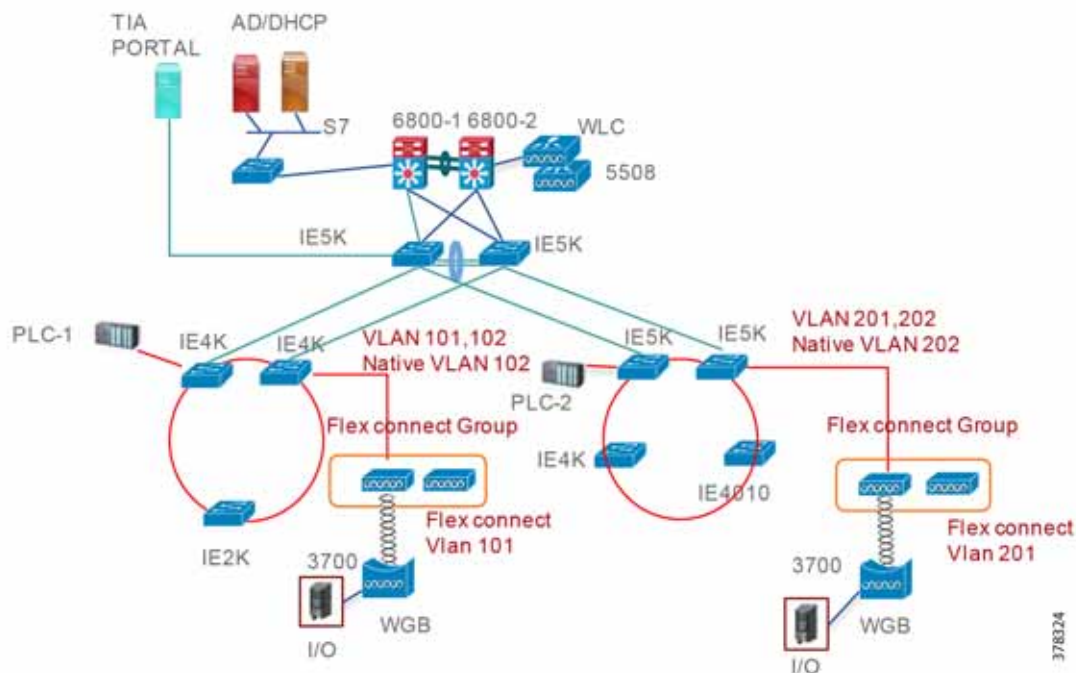 TIA
PORTAL
AD/DHCP
S7
6800-1
6800-2
WLC
5508
IE5K
IE5K
PLC-1
IE4K
IE4K
VLAN 101,102
Native VLAN 102
IE5K
IE5K
VLAN 201,202
Native VLAN 202
PLC-2
Flex connect Group
Flex connect Group
IE4K
IE4010
IE2K
Flex connect
Vlan 101
Flex connect
Vlan 201
3700
WGB
I/O
3700
WGB
I/O
378324